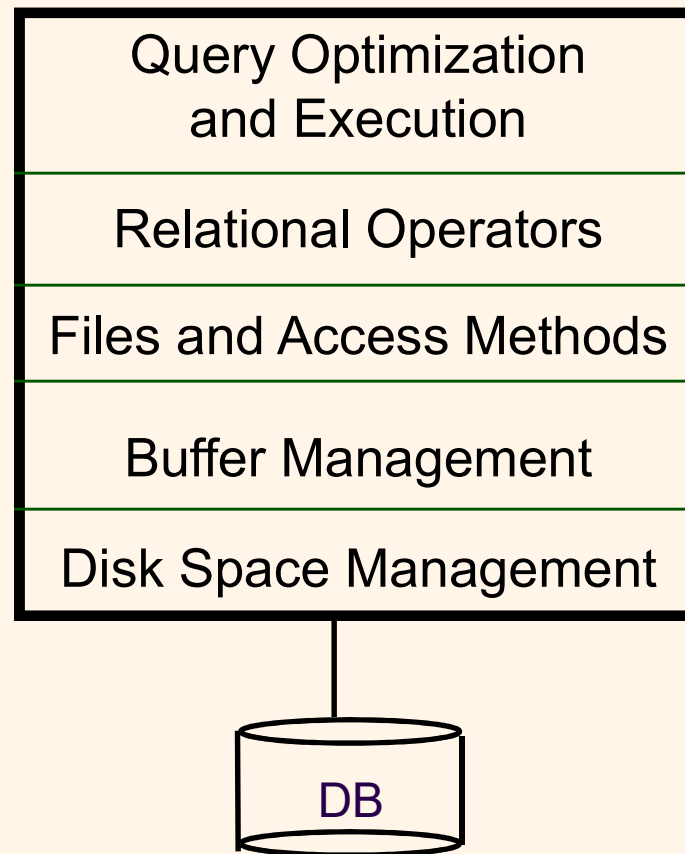 Query Optimization
and Execution
Relational Operators
Files and Access Methods
Buffer Management
Disk Space Management
DB